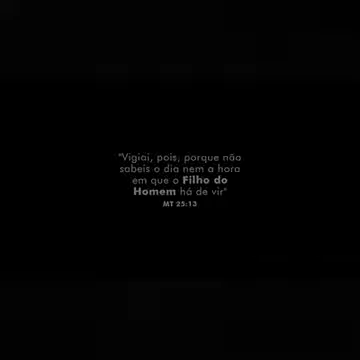 "Vigiai, pois, porque não
sabeis o dia nem a hora
em que o Filho do
Homem há de vir"
MT 25:13